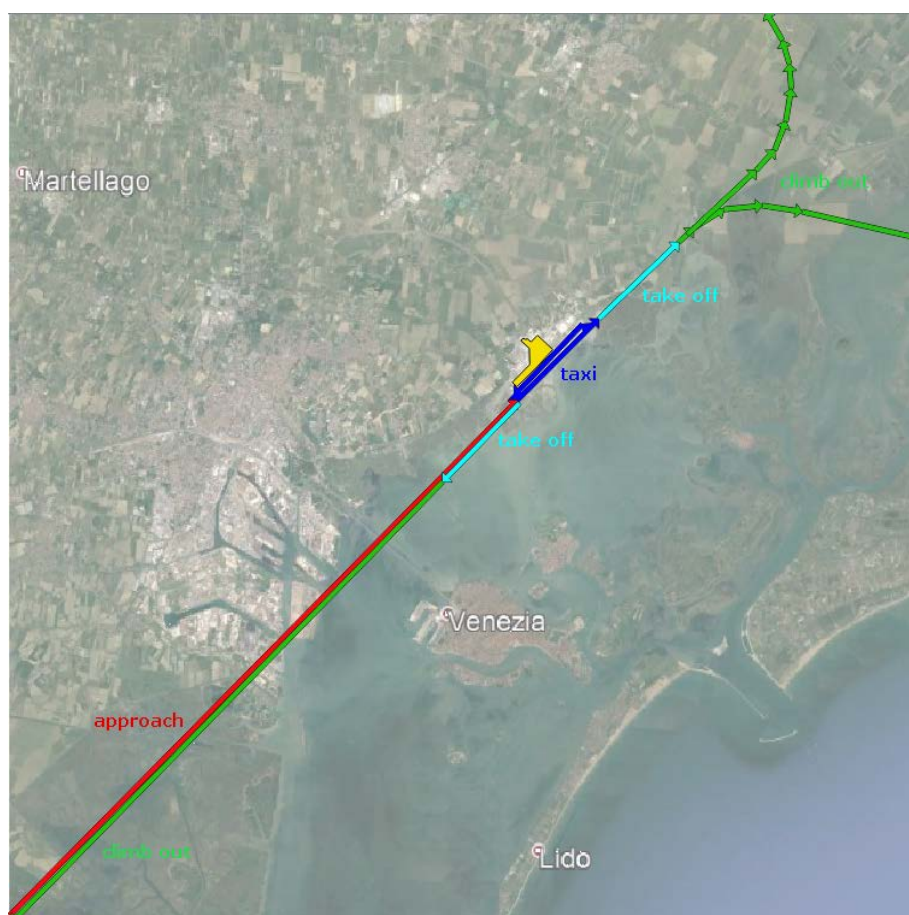 Martellago
climb out
take off
taxi
take off
Venezia
approach
climb out
Lido